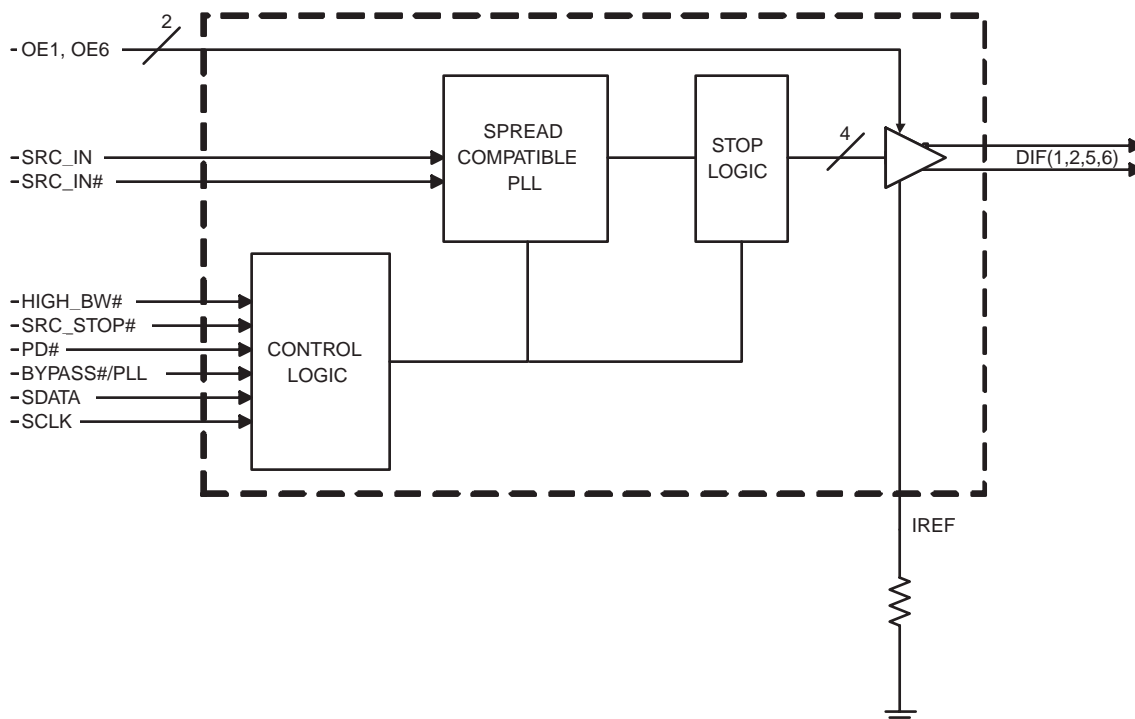 2
OE1, OE6
SPREAD
COMPATIBLE
PLL
STOP
LOGIC
4
DIF(1,2,5,6)
SRC_IN
SRC_IN#
HIGH_BW#
SRC_STOP#
PD#
BYPASS#/PLL
SDATA
SCLK
CONTROL
LOGIC
IREF